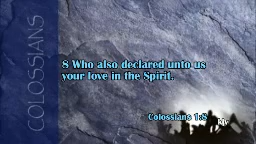 COLOSSIANS
8 Who also declared unto us
your love in the Spirit.
Colossians 1:8